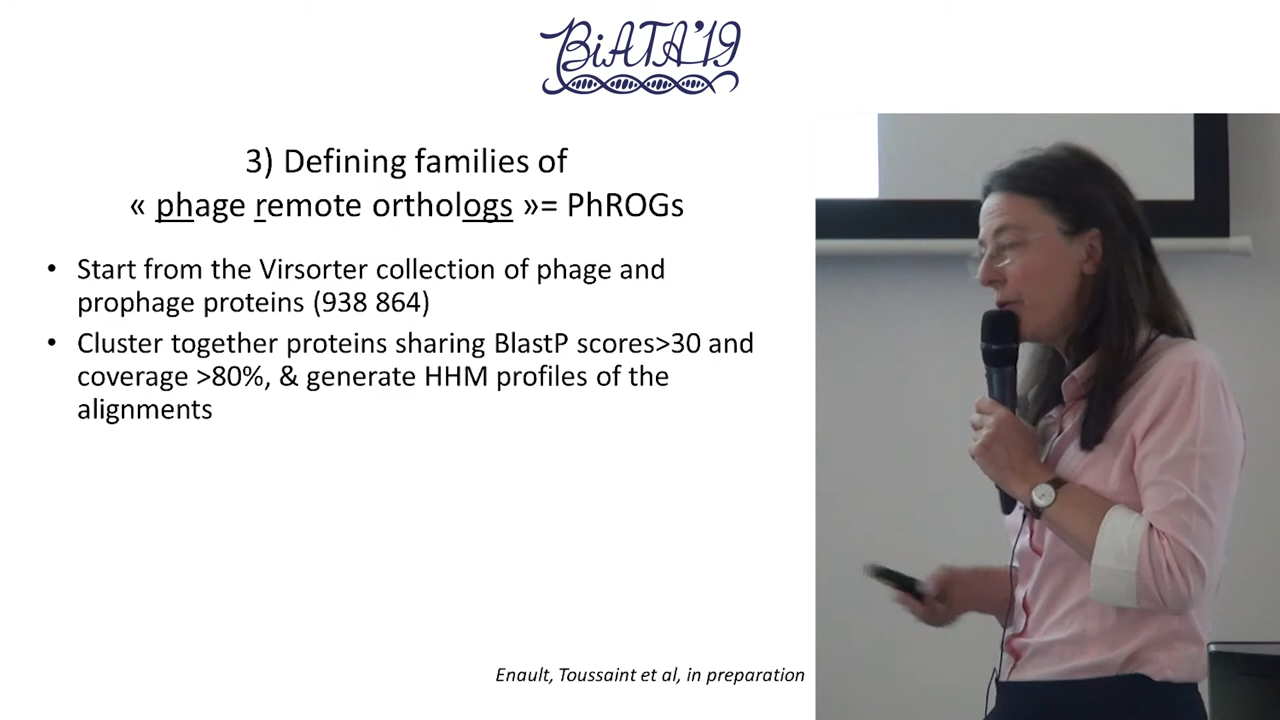 BiATA'19
3) Defining families of
« phage remote orthologs »= PhROGs
• Start from the Virsorter collection of phage and
prophage proteins (938 864)
• Cluster together proteins sharing BlastP scores>30 and
coverage >80%, & generate HHM profiles of the
alignments
Enault, Toussaint et al, in preparation